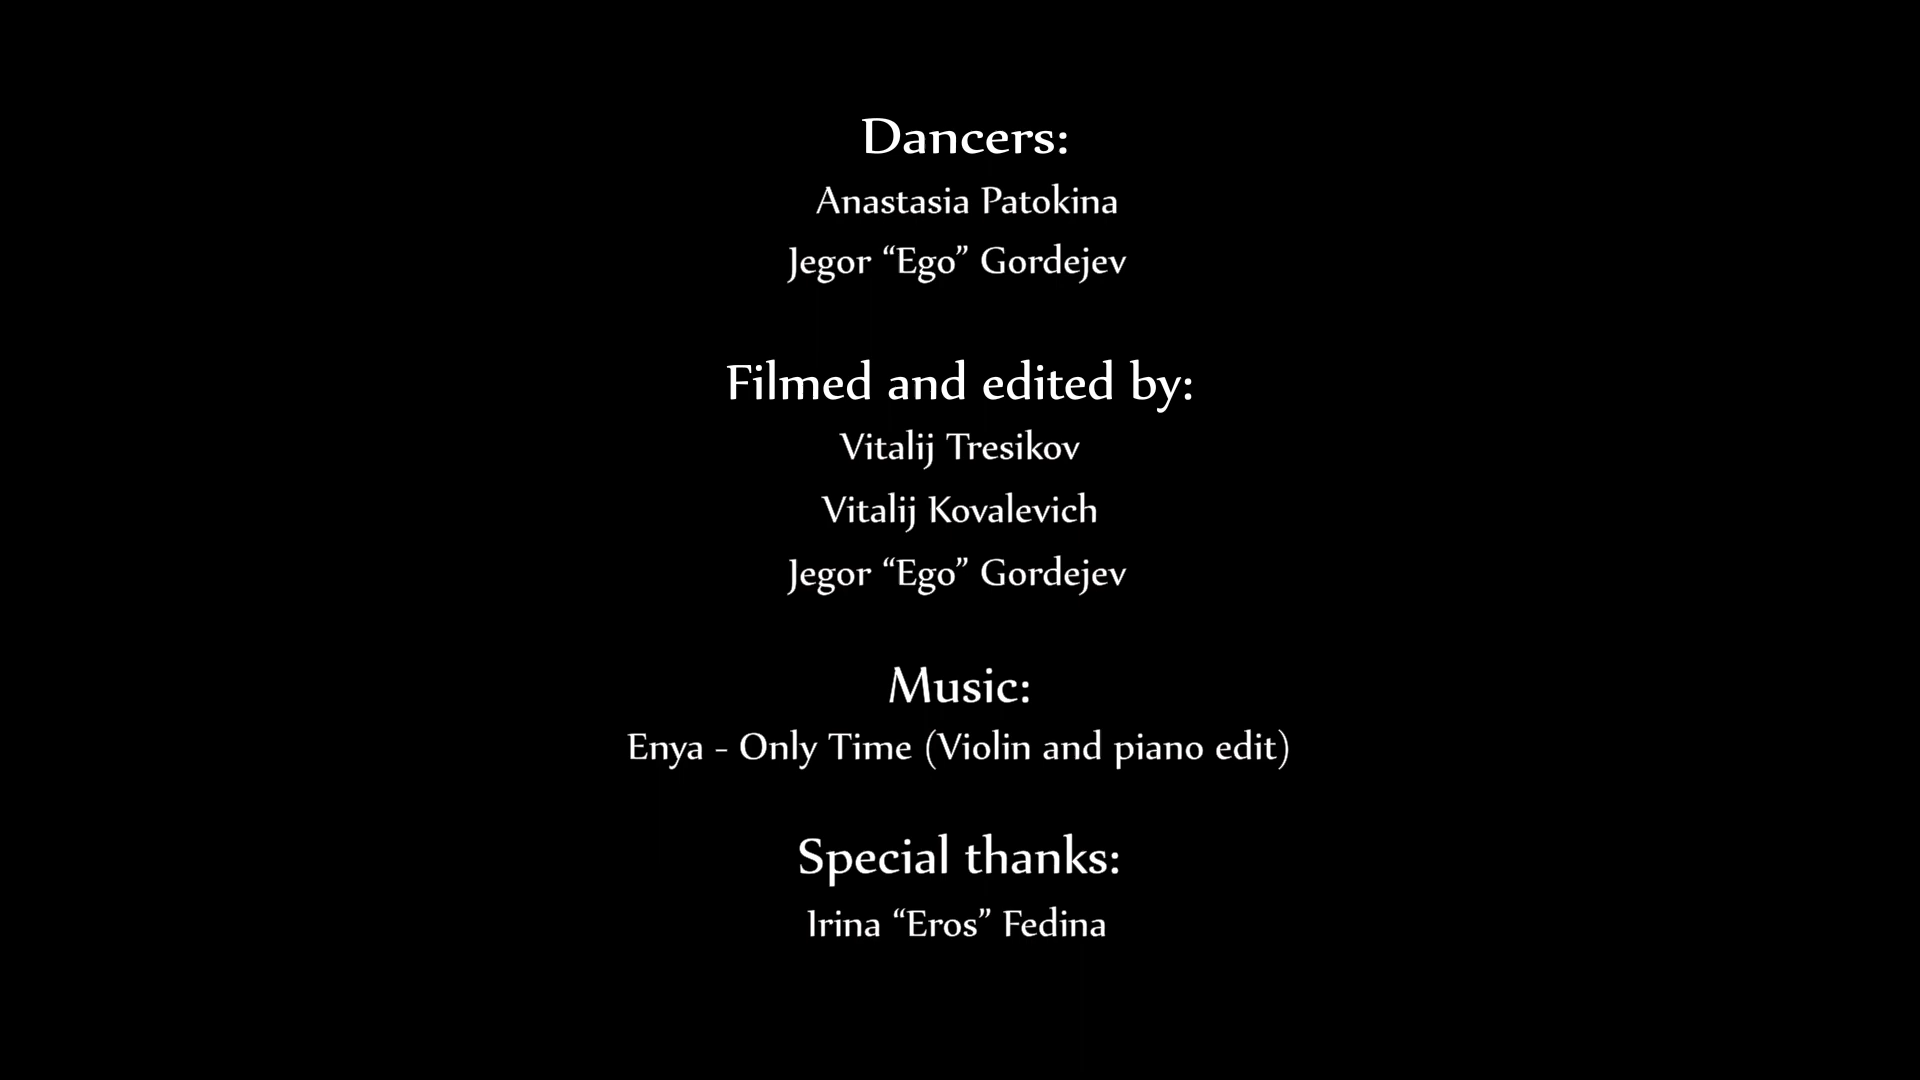 Dancers:
Anastasia Patokina
Jegor “Ego” Gordejev
Filmed and edited by:
Vitalij Tresikov
Vitalij Kovalevich
Jegor “Ego” Gordejev
Music:
Enya - Only Time (Violin and piano edit)
Special thanks:
Irina “Eros” Fedina